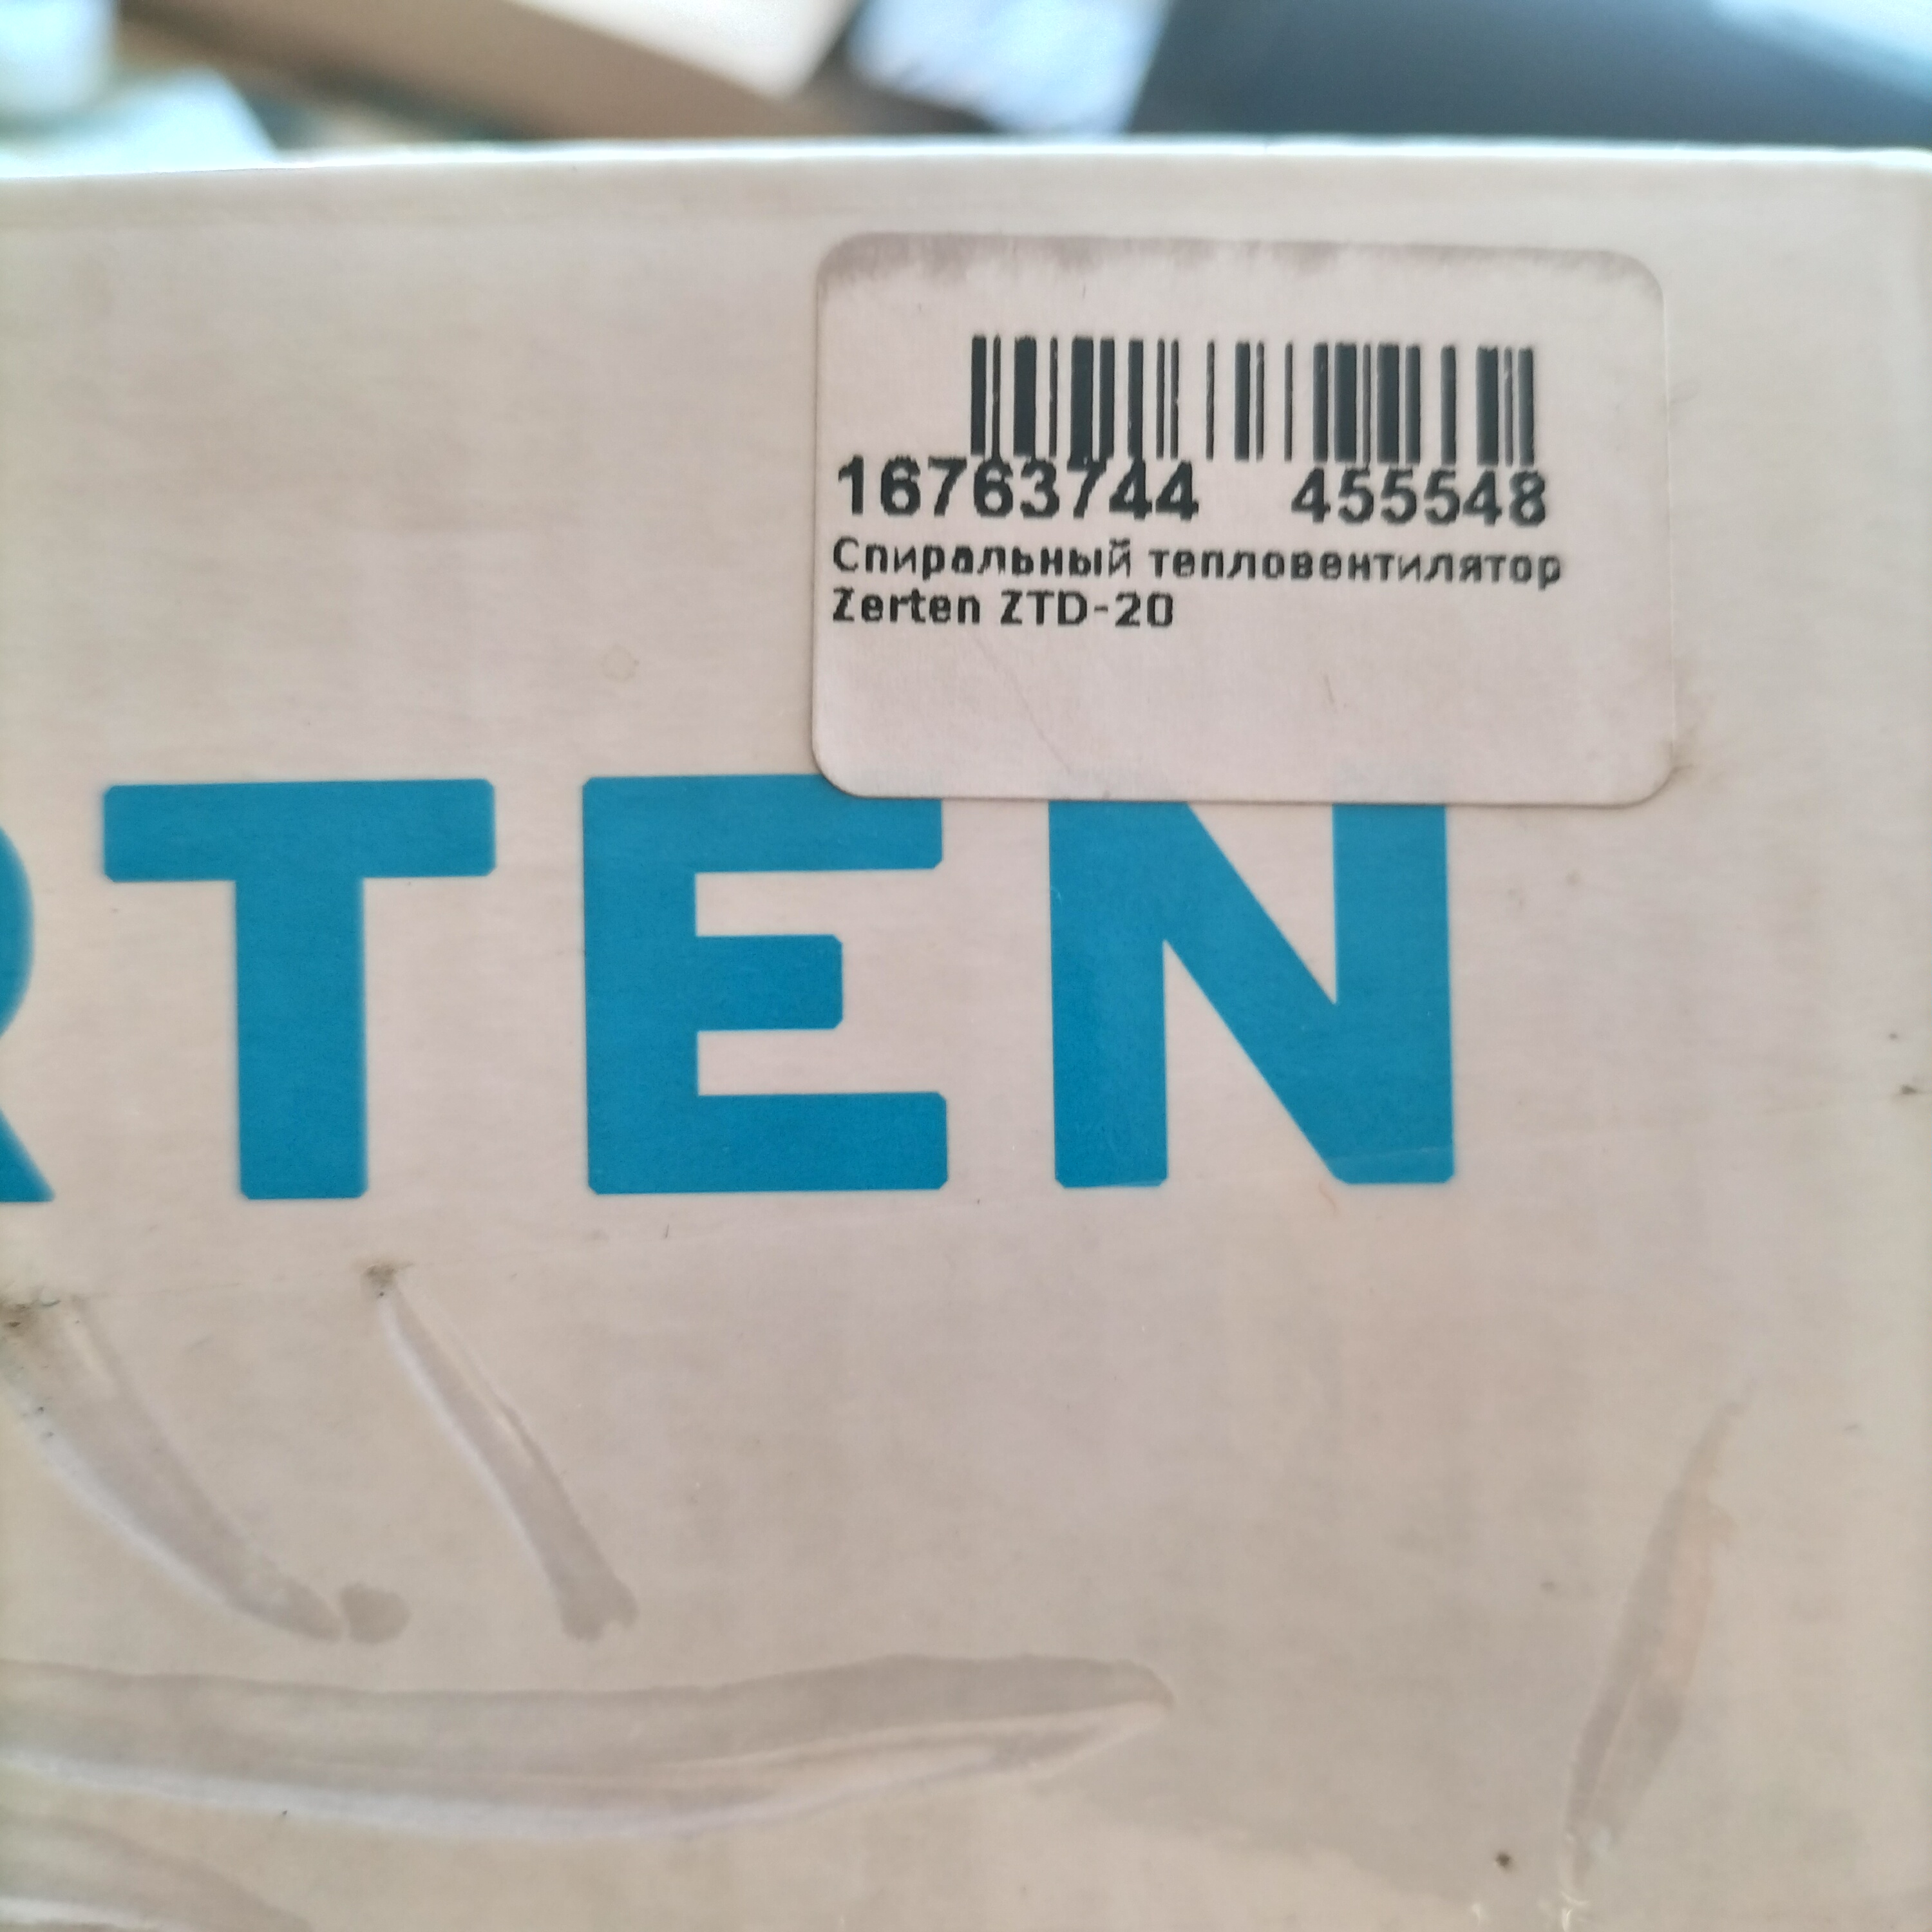 16763744 455548
Спиральный тепловентилятор
Zerten ZTD-20
RTEN